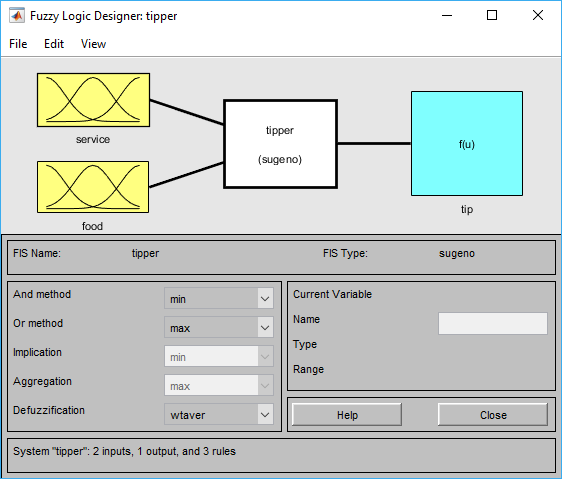 Fuzzy Logic Designer: tipper
File Edit View
service
food
tipper
(sugeno)
f(u)
tip
FIS Name: tipper FIS Type: sugeno
And method min
Or method max
Implication min
Aggregation max
Defuzzification wtaver
Current Variable
Name
Type
Range
Help Close
System "tipper": 2 inputs, 1 output, and 3 rules